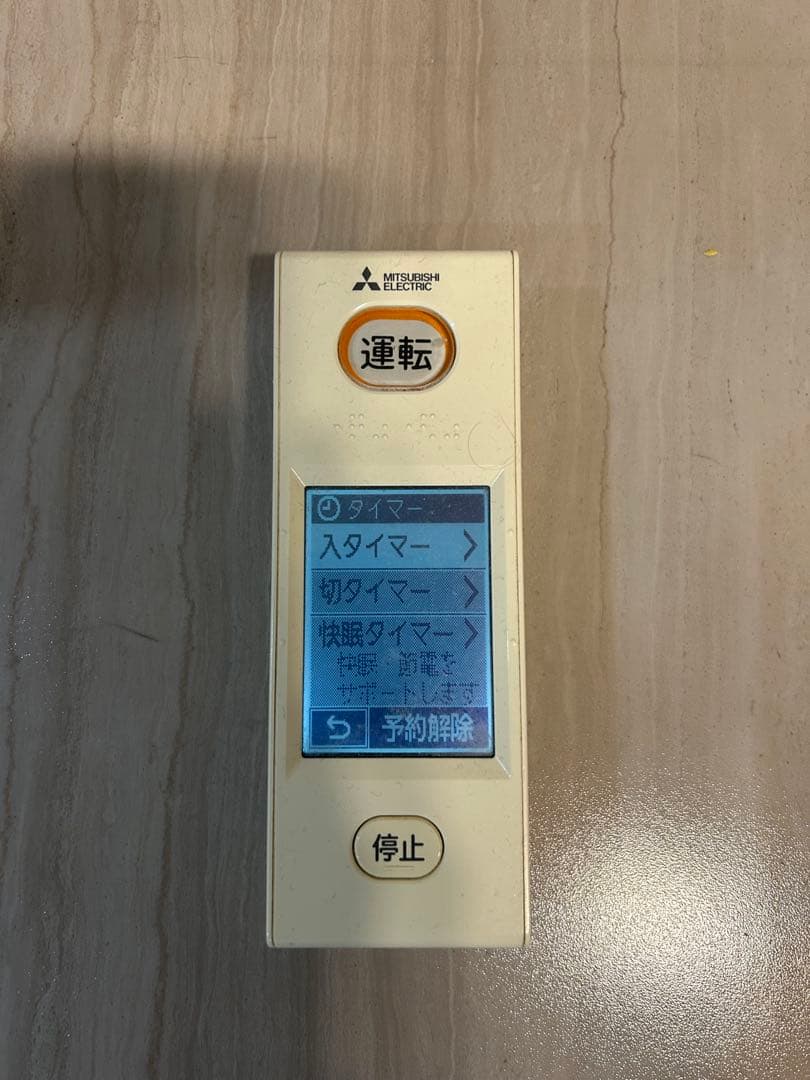 MITSUBISHI
ELECTRIC
運転
タイマー
入タイマー
切タイマー
快眠タイマー
快眠 節電を
サポートします
予約解除
停止